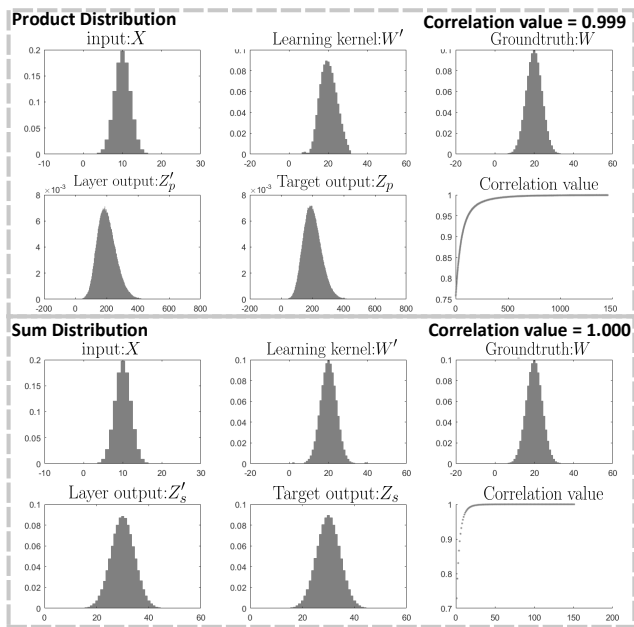 Product Distribution
Correlation value = 0.999
input:X
Learning kernel:W′
Groundtruth:W
0.2
0.15
0.1
0.05
0
-10 0 10 20 30
0.1
0.08
0.06
0.04
0.02
0
-20 0 20 40 60
0.1
0.08
0.06
0.04
0.02
0
-20 0 20 40 60
Layer output:Z′p
Target output:Zp
Correlation value
×10⁻³
8
6
4
2
0
-200 0 200 400 600 800
×10⁻³
8
6
4
2
0
-200 0 200 400 600 800
1
0.95
0.9
0.85
0.8
0.75
0 500 1000 150
Sum Distribution
Correlation value = 1.000
input:X
Learning kernel:W′
Groundtruth:W
0.2
0.15
0.1
0.05
0
-10 0 10 20 30
0.1
0.08
0.06
0.04
0.02
0
-20 0 20 40 60
0.1
0.08
0.06
0.04
0.02
0
-20 0 20 40 60
Layer output:Z′s
Target output:Zs
Correlation value
0.1
0.08
0.06
0.04
0.02
0
0 20 40 60
0.1
0.08
0.06
0.04
0.02
0
0 20 40 60
1
0.9
0.8
0.7
0 50 100 150 200